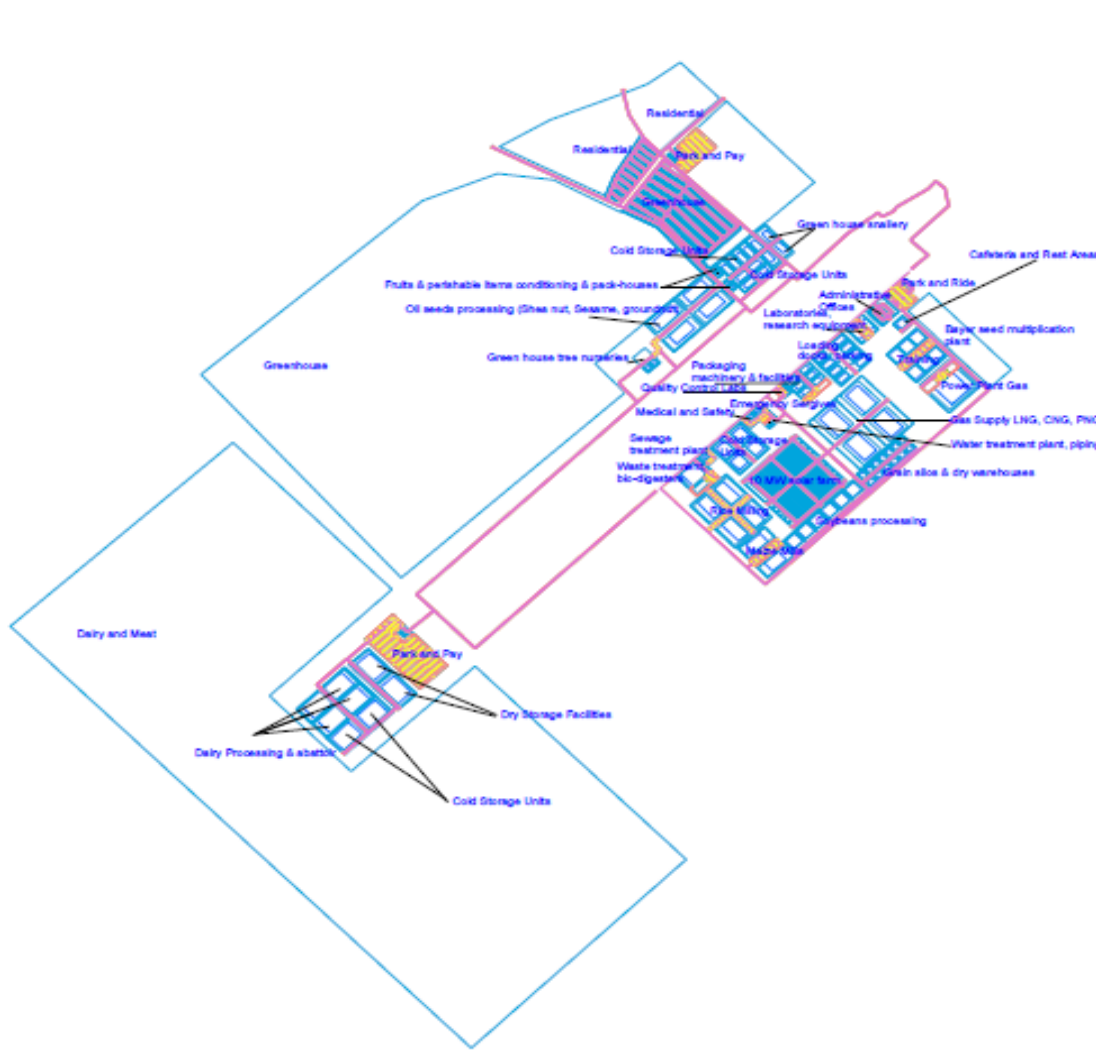 Residential
Residential
Park and Pay
Greenhouse
Green house anallery
Cold Storage Units
Cafeteria and Rest Areas
Cold Storage Units
Fruits & perishable items conditioning & pack-houses
Park and Ride
Administrative
Offices
Oil seeds processing (Shea nut, Sesame, groundnut)
Laboratories,
research equipment
Bayer seed multiplication
plant
Loading
Green house tree nurseries
Training
Greenhouse
Packaging
machinery & facilities
Power Plant Gas
Quality Control Labs
Emergency
Medical and Safety
Gas Supply LNG, CNG, PNG
Sewage
treatment plant
Cold Storage
Units
Water treatment plant, piping
Waste treatment,
bio-digesters
Grain silos & dry warehouses
10 MW solar farm
Rice Milling
Soybeans processing
Maize Mills
Dairy and Meat
Park and Pay
Dry Storage Facilities
Dairy Processing & abattoir
Cold Storage Units